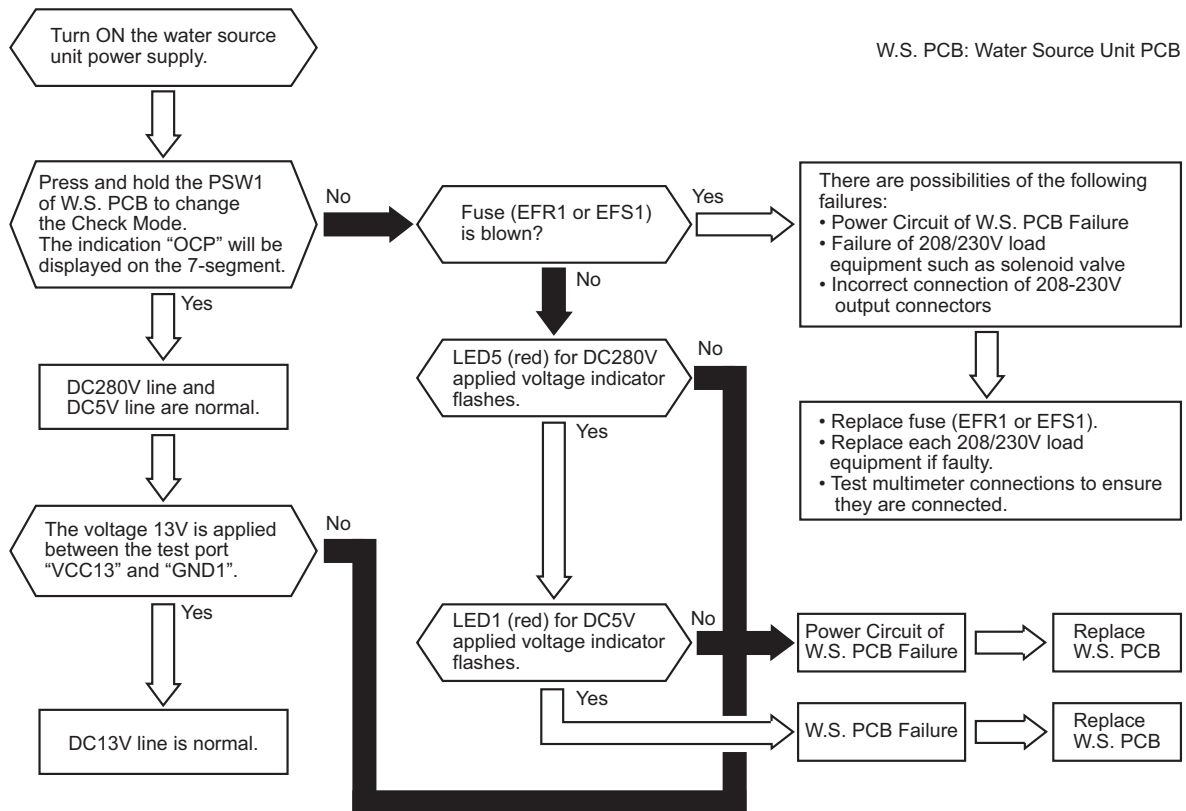 Turn ON the water source
unit power supply.
W.S. PCB: Water Source Unit PCB
Press and hold the PSW1
of W.S. PCB to change
the Check Mode.
The indication “OCP” will be
displayed on the 7-segment.
No
Fuse (EFR1 or EFS1)
is blown?
Yes
There are possibilities of the following
failures:
• Power Circuit of W.S. PCB Failure
• Failure of 208/230V load
equipment such as solenoid valve
• Incorrect connection of 208-230V
output connectors
Yes
No
DC280V line and
DC5V line are normal.
LED5 (red) for DC280V
applied voltage indicator
flashes.
No
Yes
• Replace fuse (EFR1 or EFS1).
• Replace each 208/230V load
equipment if faulty.
• Test multimeter connections to ensure
they are connected.
The voltage 13V is applied
between the test port
“VCC13” and “GND1”.
No
Yes
LED1 (red) for DC5V
applied voltage indicator
flashes.
No
Power Circuit of
W.S. PCB Failure
Replace
W.S. PCB
Yes
W.S. PCB Failure
Replace
W.S. PCB
DC13V line is normal.